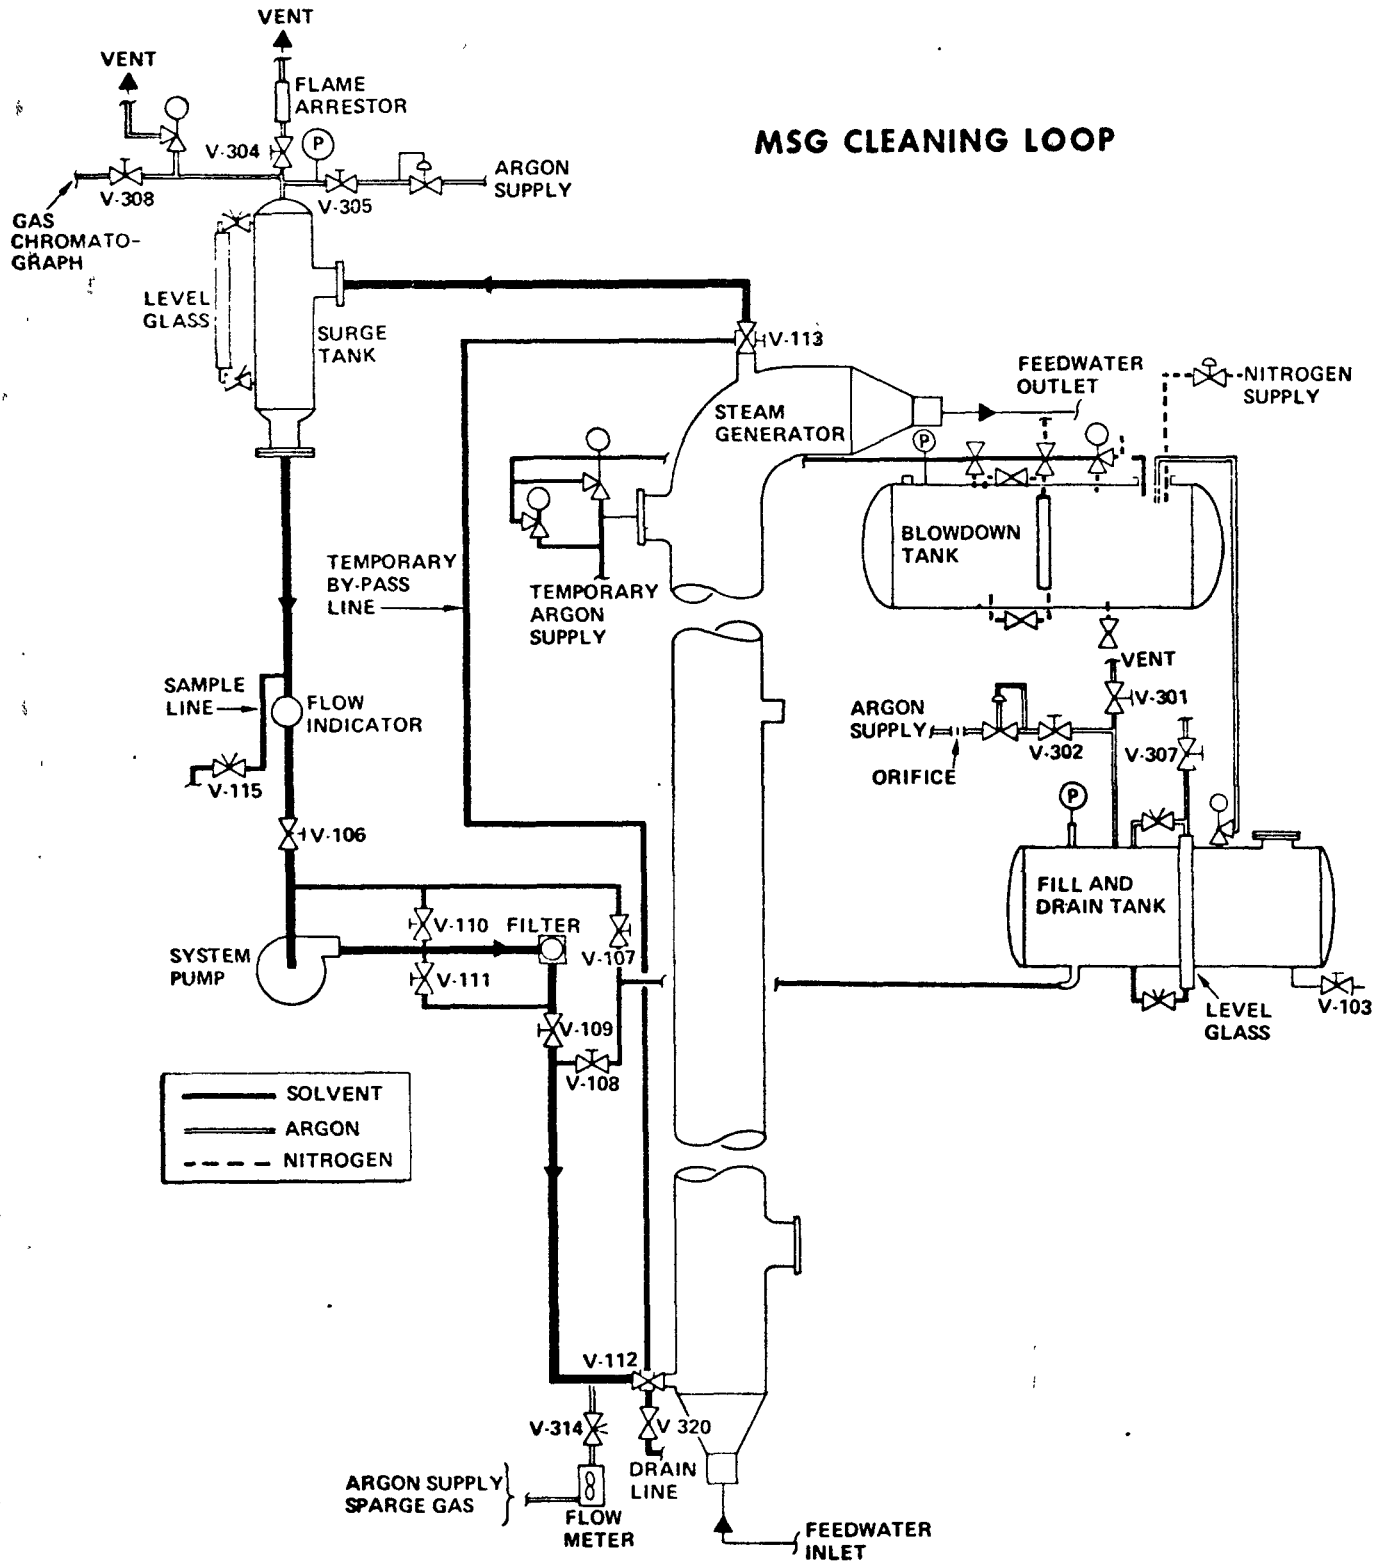 VENT
VENT
FLAME
ARRESTOR
V-304
P
ARGON
SUPPLY
V-308
V-305
GAS
CHROMATO-
GRAPH
MSG CLEANING LOOP
LEVEL
GLASS
SURGE
TANK
V-113
FEEDWATER
OUTLET
NITROGEN
SUPPLY
STEAM
GENERATOR
P
BLOWDOWN
TANK
TEMPORARY
BY-PASS
LINE
TEMPORARY
ARGON
SUPPLY
VENT
V-301
SAMPLE
LINE
FLOW
INDICATOR
ARGON
SUPPLY
V-302
V-307
ORIFICE
V-115
P
V-106
FILL AND
DRAIN TANK
V-110
FILTER
V-107
SYSTEM
PUMP
V-111
V-103
LEVEL
GLASS
V-109
V-108
SOLVENT
ARGON
NITROGEN
V-112
V-314
V 320
DRAIN
LINE
ARGON SUPPLY
SPARGE GAS
FLOW
METER
FEEDWATER
INLET